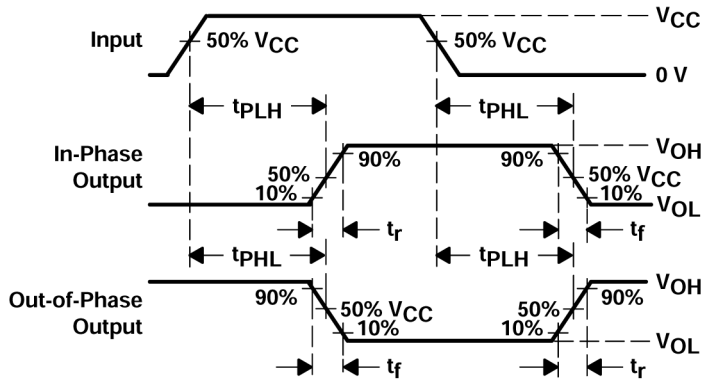 VCC
Input
50% VCC
50% VCC
0 V
tPLH
tPHL
In-Phase
Output
VOH
90%
90%
50%
50% VCC
10%
10%
VOL
tr
tf
tPHL
tPLH
Out-of-Phase
Output
VOH
90%
90%
50% VCC
50%
10%
10%
VOL
tf
tr